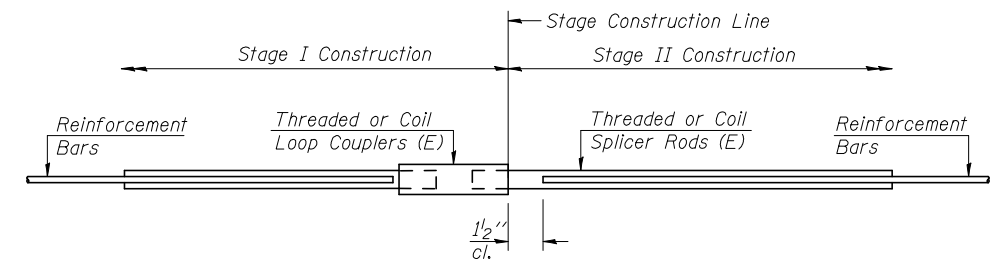 Stage Construction Line
Stage I Construction
Stage II Construction
Reinforcement
Bars
Threaded or Coil
Loop Couplers (E)
Threaded or Coil
Splicer Rods (E)
Reinforcement
Bars
1½"
cl.